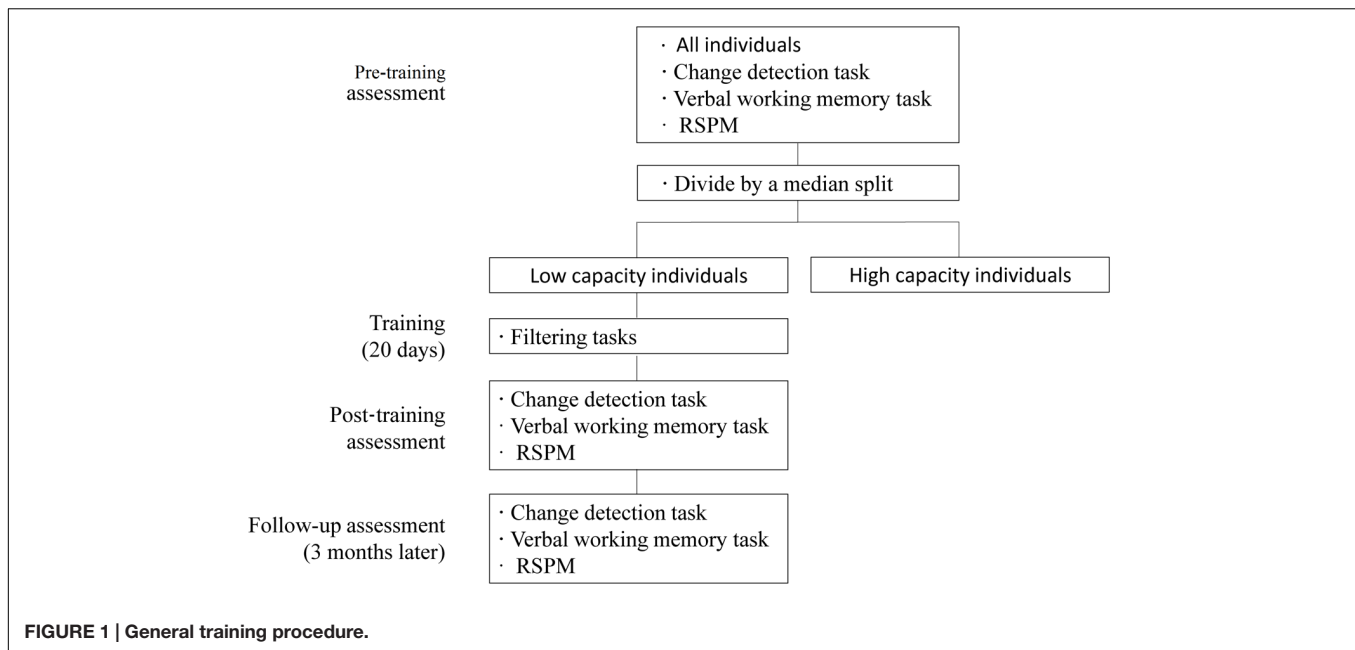 Pre-training
assessment
· All individuals
· Change detection task
· Verbal working memory task
· RSPM
· Divide by a median split
Low capacity individuals
High capacity individuals
Training
(20 days)
· Filtering tasks
Post-training
assessment
· Change detection task
· Verbal working memory task
· RSPM
Follow-up assessment
(3 months later)
· Change detection task
· Verbal working memory task
· RSPM
FIGURE 1 | General training procedure.